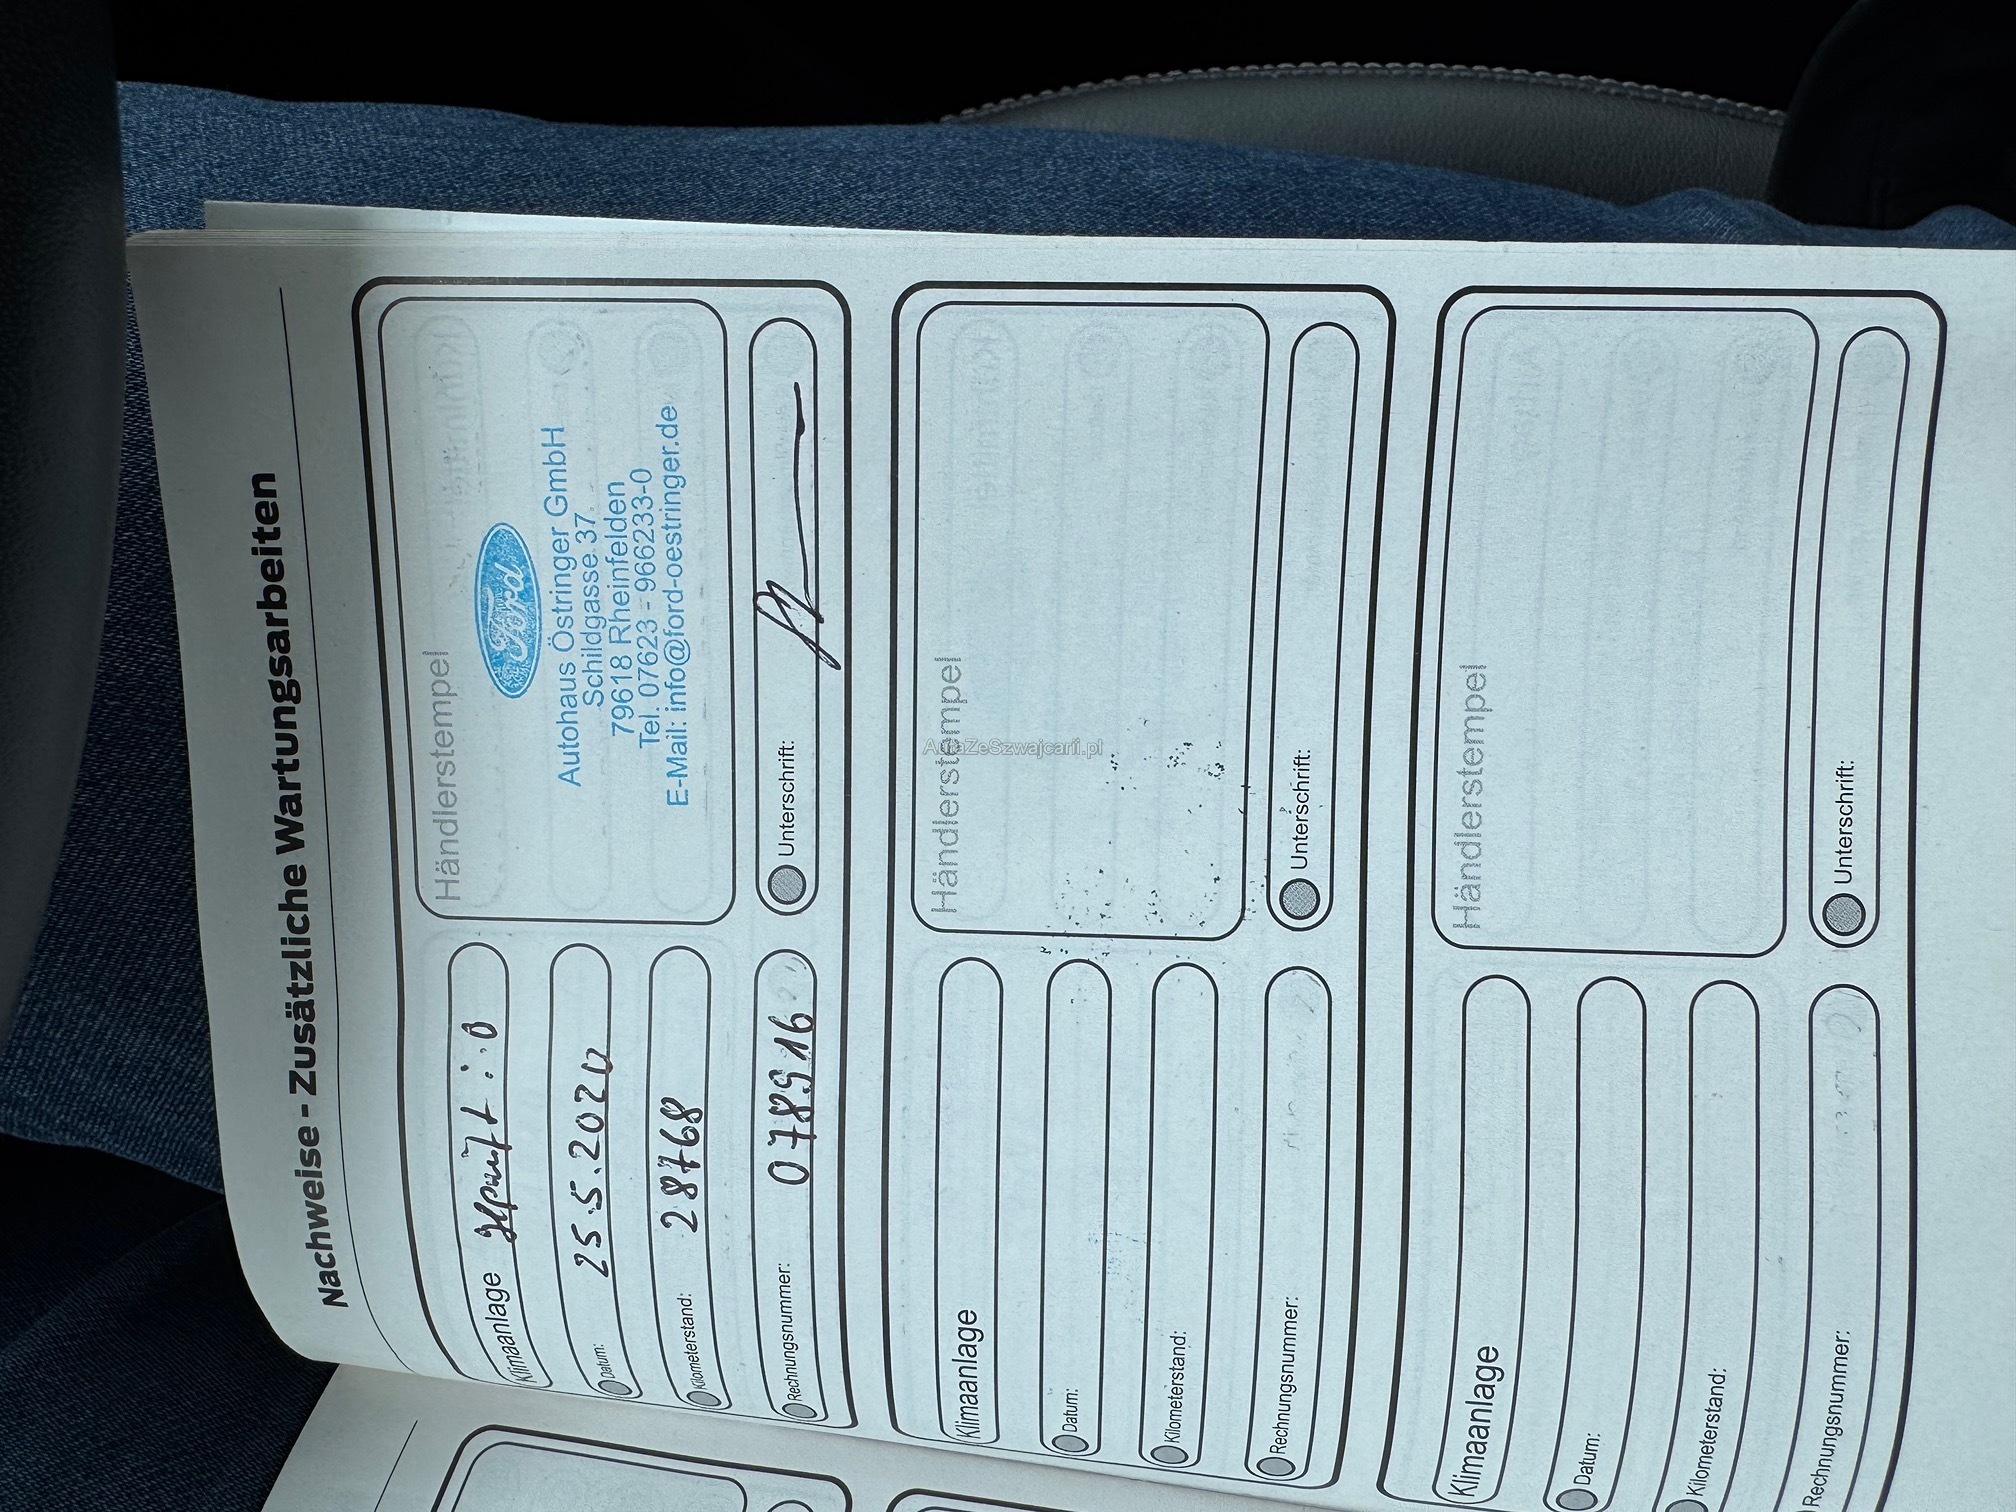 Nachweise - Zusätzliche Wartungsarbeiten
Klimaanlage geprüft i.O
Datum: 25.5.2020
Kilometerstand: 28768
Rechnungsnummer: 078916
Händlerstempel
Ford
Autohaus Östringer GmbH
Schildgasse 37
79618 Rheinfelden
Tel. 07623 - 966233-0
E-Mail: info@ford-oestringer.de
Unterschrift:
Klimaanlage
Datum:
Kilometerstand:
Rechnungsnummer:
Händlerstempel
AutaZeSzwajcarii.pl
Unterschrift:
Klimaanlage
Datum:
Kilometerstand:
Rechnungsnummer:
Händlerstempel
Unterschrift: